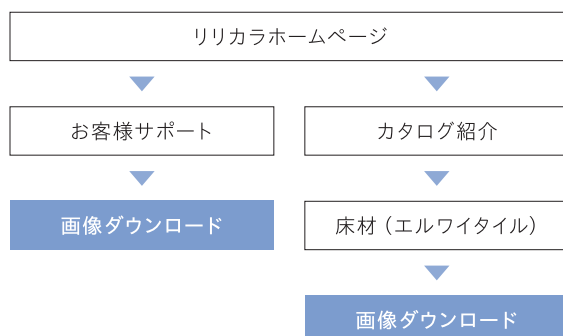 リリカラホームページ
お客様サポート
カタログ紹介
画像ダウンロード
床材（エルワイタイル）
画像ダウンロード